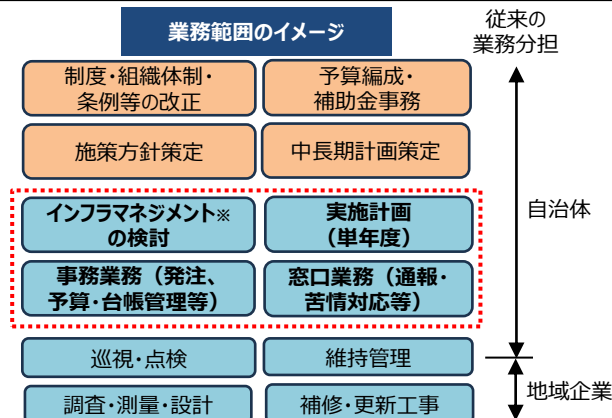 業務範囲のイメージ
従来の
業務分担
制度・組織体制・
条例等の改正
予算編成・
補助金事務
施策方針策定
中長期計画策定
インフラマネジメント※
の検討
実施計画
（単年度）
自治体
事務業務（発注、
予算・台帳管理等）
窓口業務（通報・
苦情対応等）
巡視・点検
維持管理
調査・測量・設計
補修・更新工事
地域企業